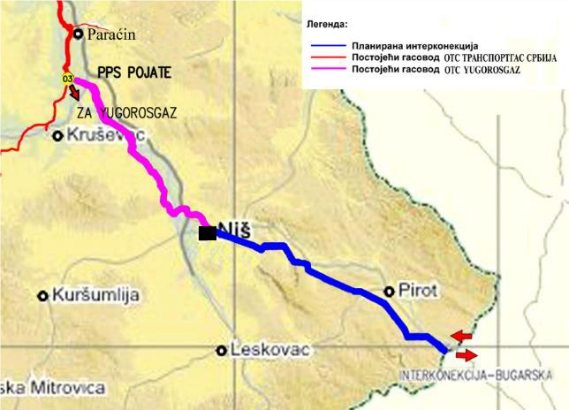 Легенда:
Планирана интерконекција
Постојећи гасовод ОТС ТРАНСПОРТГАС СРБИЈА
Постојећи гасовод ОТС YUGOROSGAZ
Paraćin
PPS POJATE
03
ZA YUGOROSGAZ
Kruševac
Niš
Pirot
Kuršumlija
Leskovac
INTERKONEKCIJA-BUGARSKA
ska Mitrovica